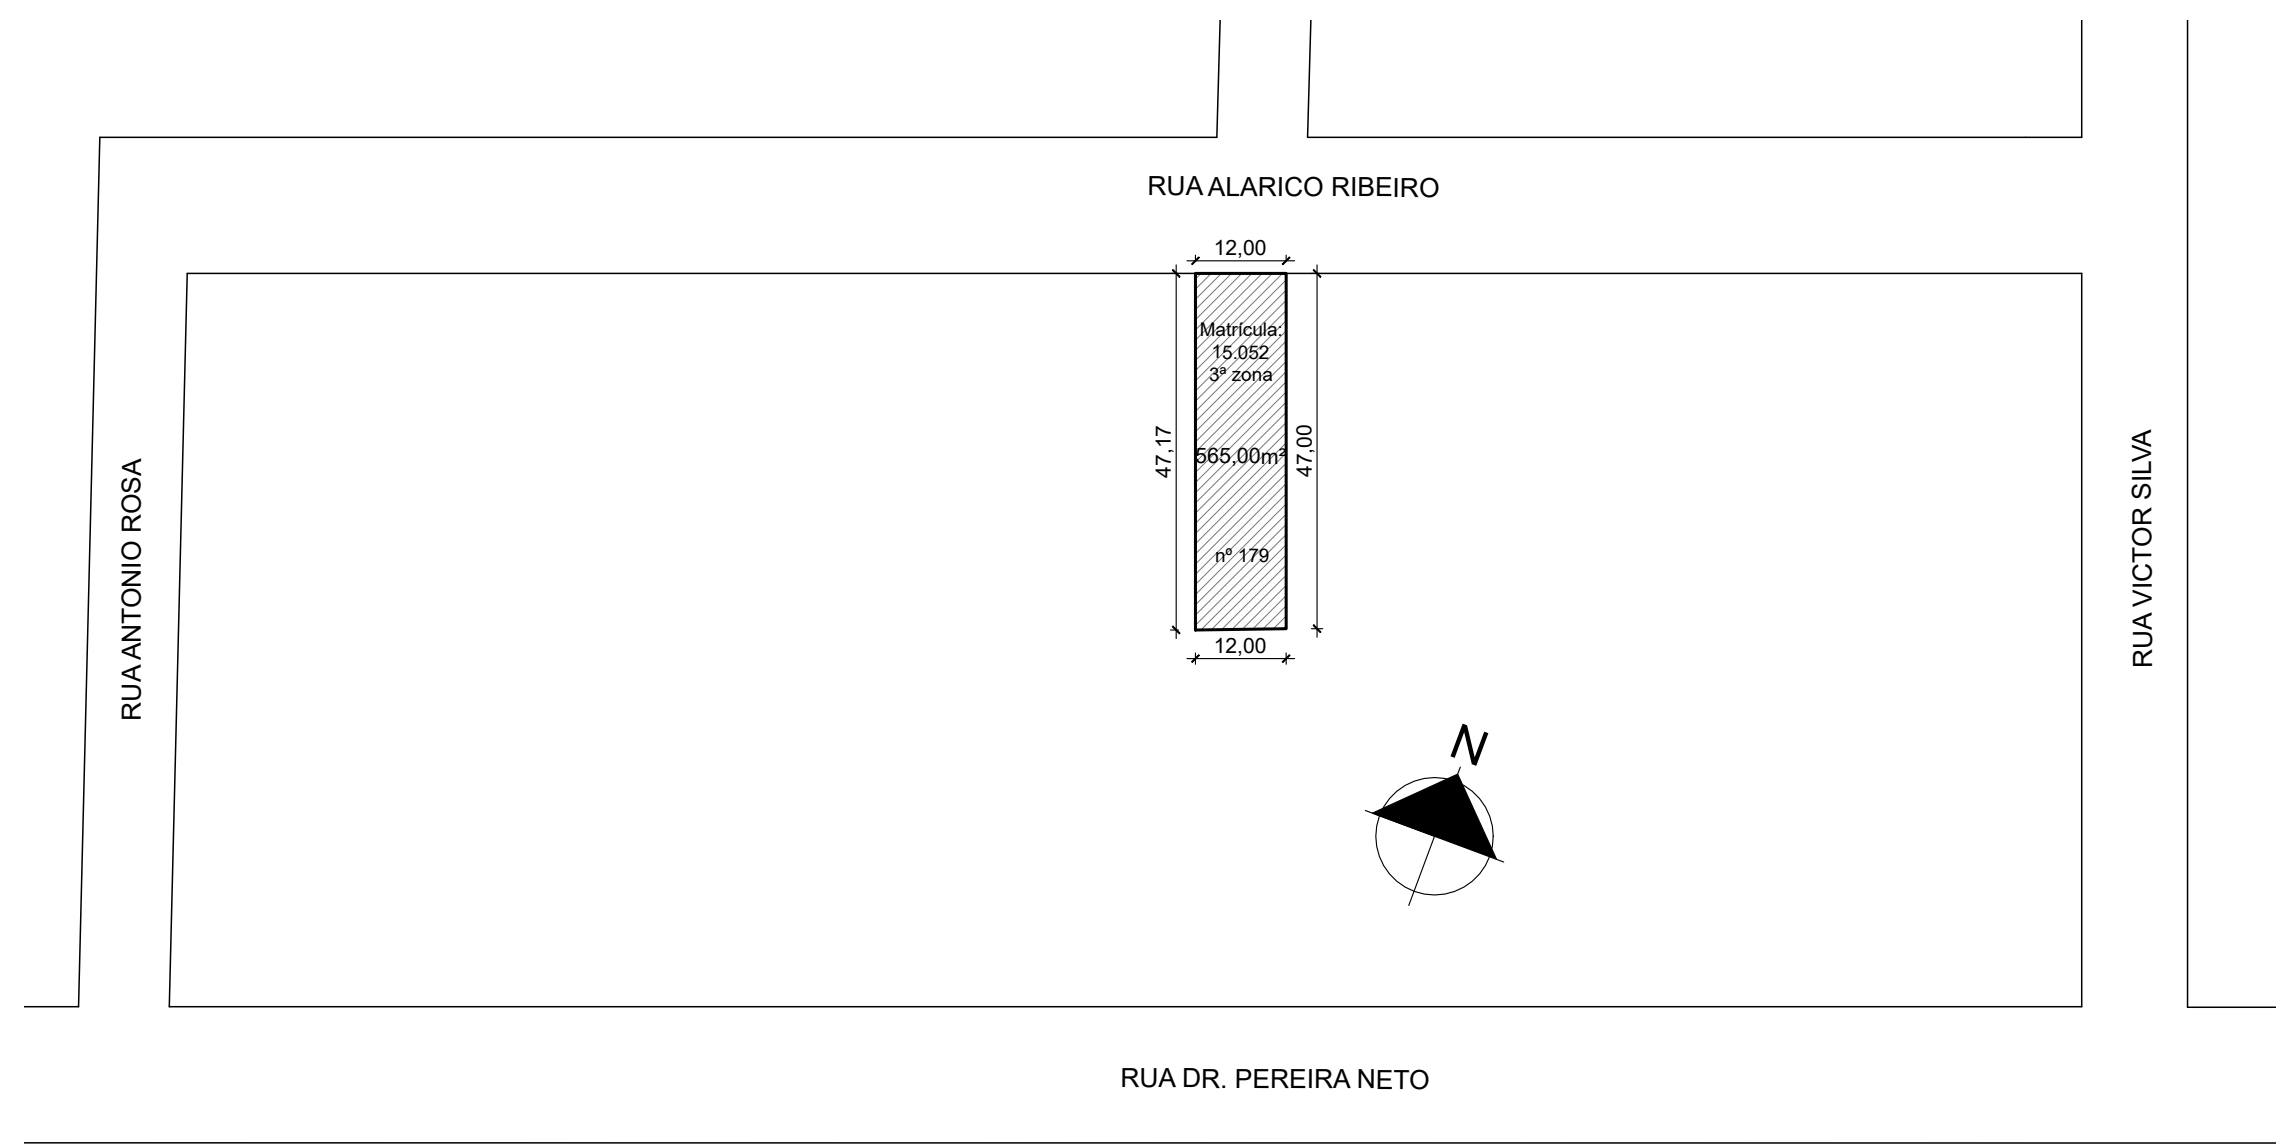 RUA ALARICO RIBEIRO
12,00
Matrícula:
15.052
3ª zona
47,17
565,00m²
47,00
nº 179
12,00
RUA ANTONIO ROSA
RUA VICTOR SILVA
N
RUA DR. PEREIRA NETO